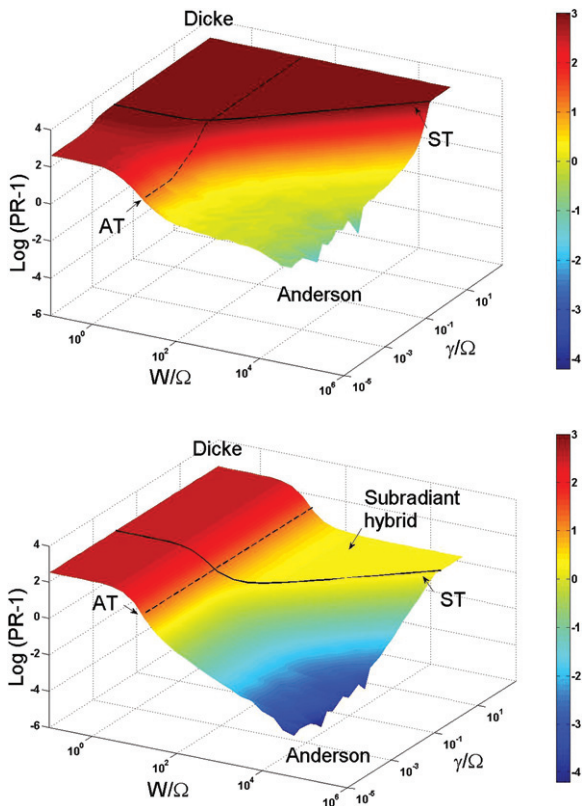 Dicke
3
4
2
2
ST
0
1
Log (PR-1)
-2
AT
0
-4
Anderson
-1
-6
10^1
-2
10^0
10^-1
γ/Ω
10^2
10^-3
-3
W/Ω
10^4
10^6
10^-5
-4
Dicke
3
Subradiant
hybrid
2
4
2
1
AT
ST
0
0
Log (PR-1)
-2
-1
-4
10^1
-2
-6
Anderson
10^0
10^-1
γ/Ω
-3
10^2
10^-3
W/Ω
10^4
10^6
10^-5
-4